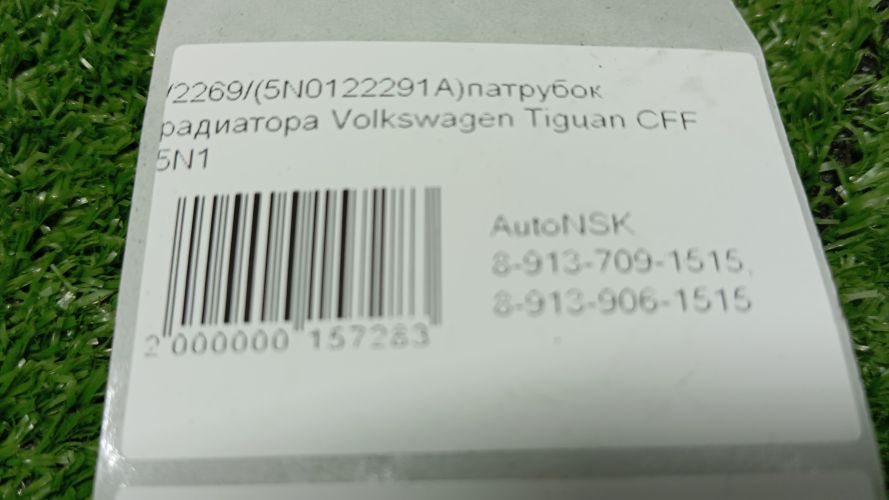 /2269/(5N0122291A)патрубок
радиатора Volkswagen Tiguan CFF
5N1
AutoNSK
8-913-709-1515,
8-913-906-1515
2 000000 157283